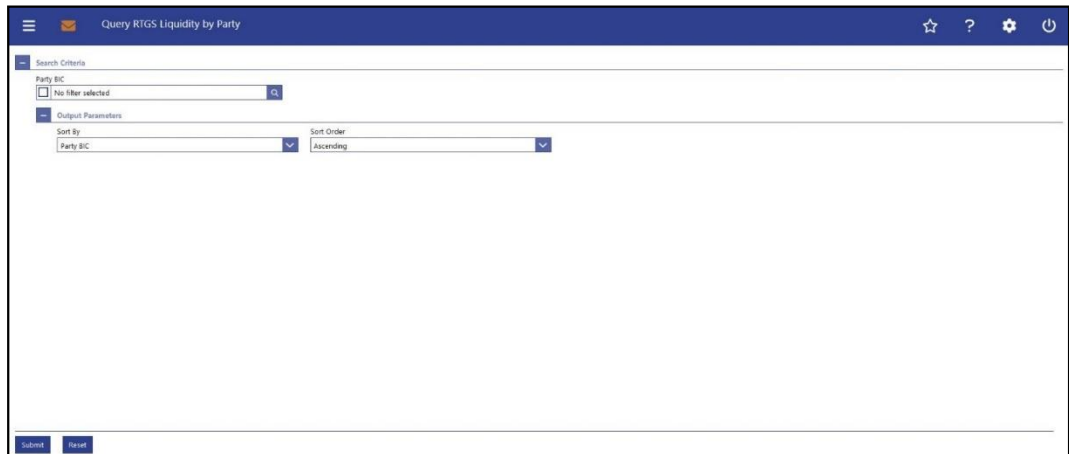 Query RTGS Liquidity by Party
?
Search Criteria
Party BIC
No filter selected
Output Parameters
Sort By Sort Order
Party BIC Ascending
Submit Reset